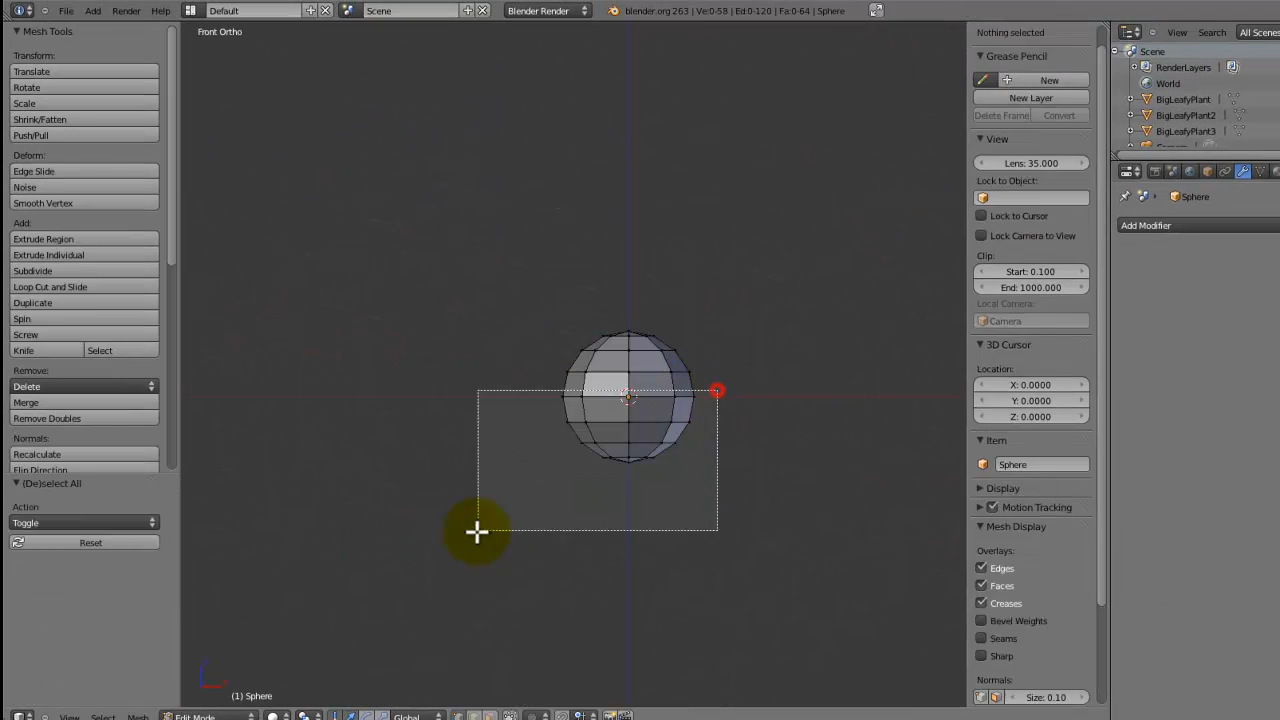 File Add Render Help Default Scene Blender Render blender.org 263 | Ve:0-58 | Ed:0-120 | Fa:0-64 | Sphere
Mesh Tools
Transform:
Translate
Rotate
Scale
Shrink/Fatten
Push/Pull
Deform:
Edge Slide
Noise
Smooth Vertex
Add:
Extrude Region
Extrude Individual
Subdivide
Loop Cut and Slide
Duplicate
Spin
Screw
Knife Select
Remove:
Delete
Merge
Remove Doubles
Normals:
Recalculate
Flip Direction
(De)select All
Action
Toggle
Reset
Front Ortho
(1) Sphere
View Select Mesh Edit Mode Global
Nothing selected
Grease Pencil
New
New Layer
Delete Frame Convert
View
Lens: 35.000
Lock to Object:
Lock to Cursor
Lock Camera to View
Clip:
Start: 0.100
End: 1000.000
Local Camera:
Camera
3D Cursor
Location:
X: 0.0000
Y: 0.0000
Z: 0.0000
Item
Sphere
Display
Motion Tracking
Mesh Display
Overlays:
Edges
Faces
Creases
Bevel Weights
Seams
Sharp
Normals:
Size: 0.10
View Search All Scenes
Scene
RenderLayers
World
BigLeafyPlant
BigLeafyPlant2
BigLeafyPlant3
Sphere
Add Modifier